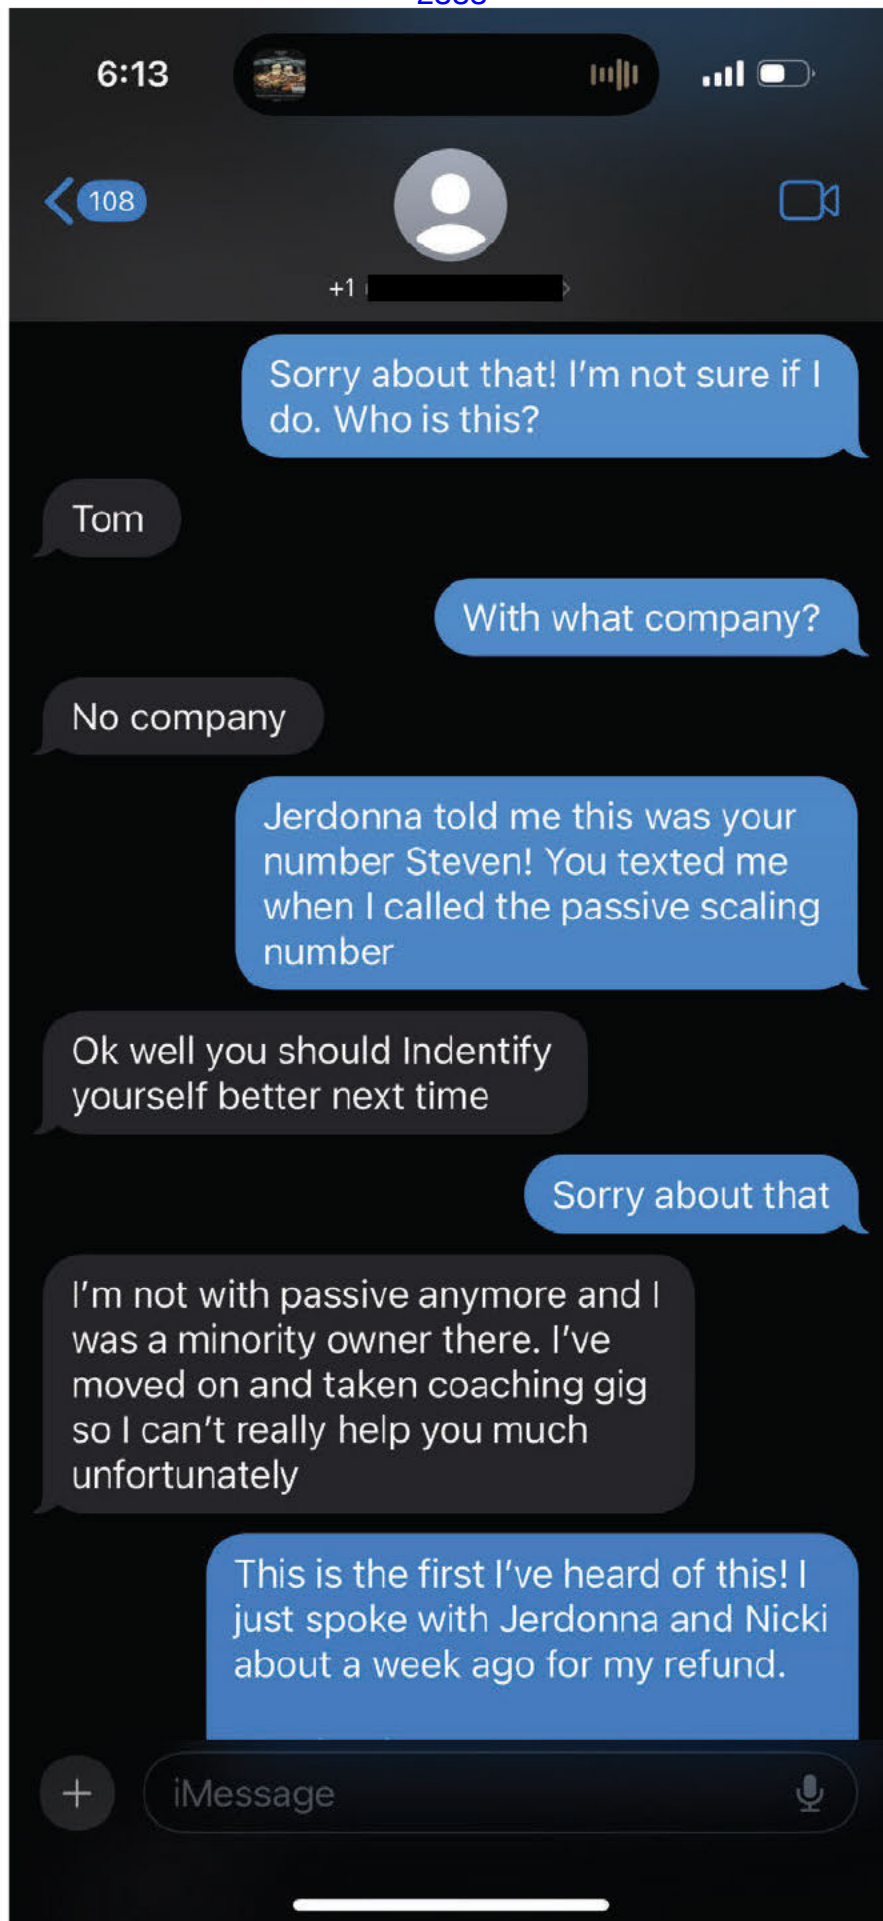 6:13
108
+1
Sorry about that! I'm not sure if I
do. Who is this?
Tom
With what company?
No company
Jerdonna told me this was your
number Steven! You texted me
when I called the passive scaling
number
Ok well you should Indentify
yourself better next time
Sorry about that
I'm not with passive anymore and I
was a minority owner there. I've
moved on and taken coaching gig
so I can't really help you much
unfortunately
This is the first I've heard of this! I
just spoke with Jerdonna and Nicki
about a week ago for my refund.
iMessage